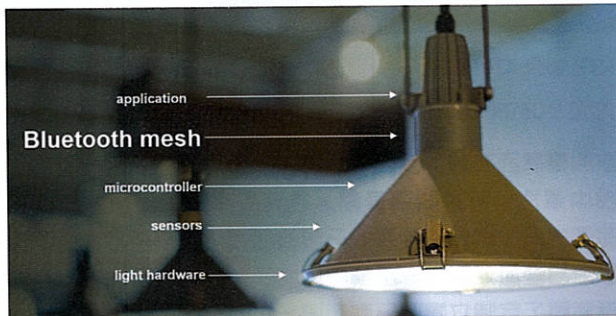 application
Bluetooth mesh
microcontroller
sensors
light hardware